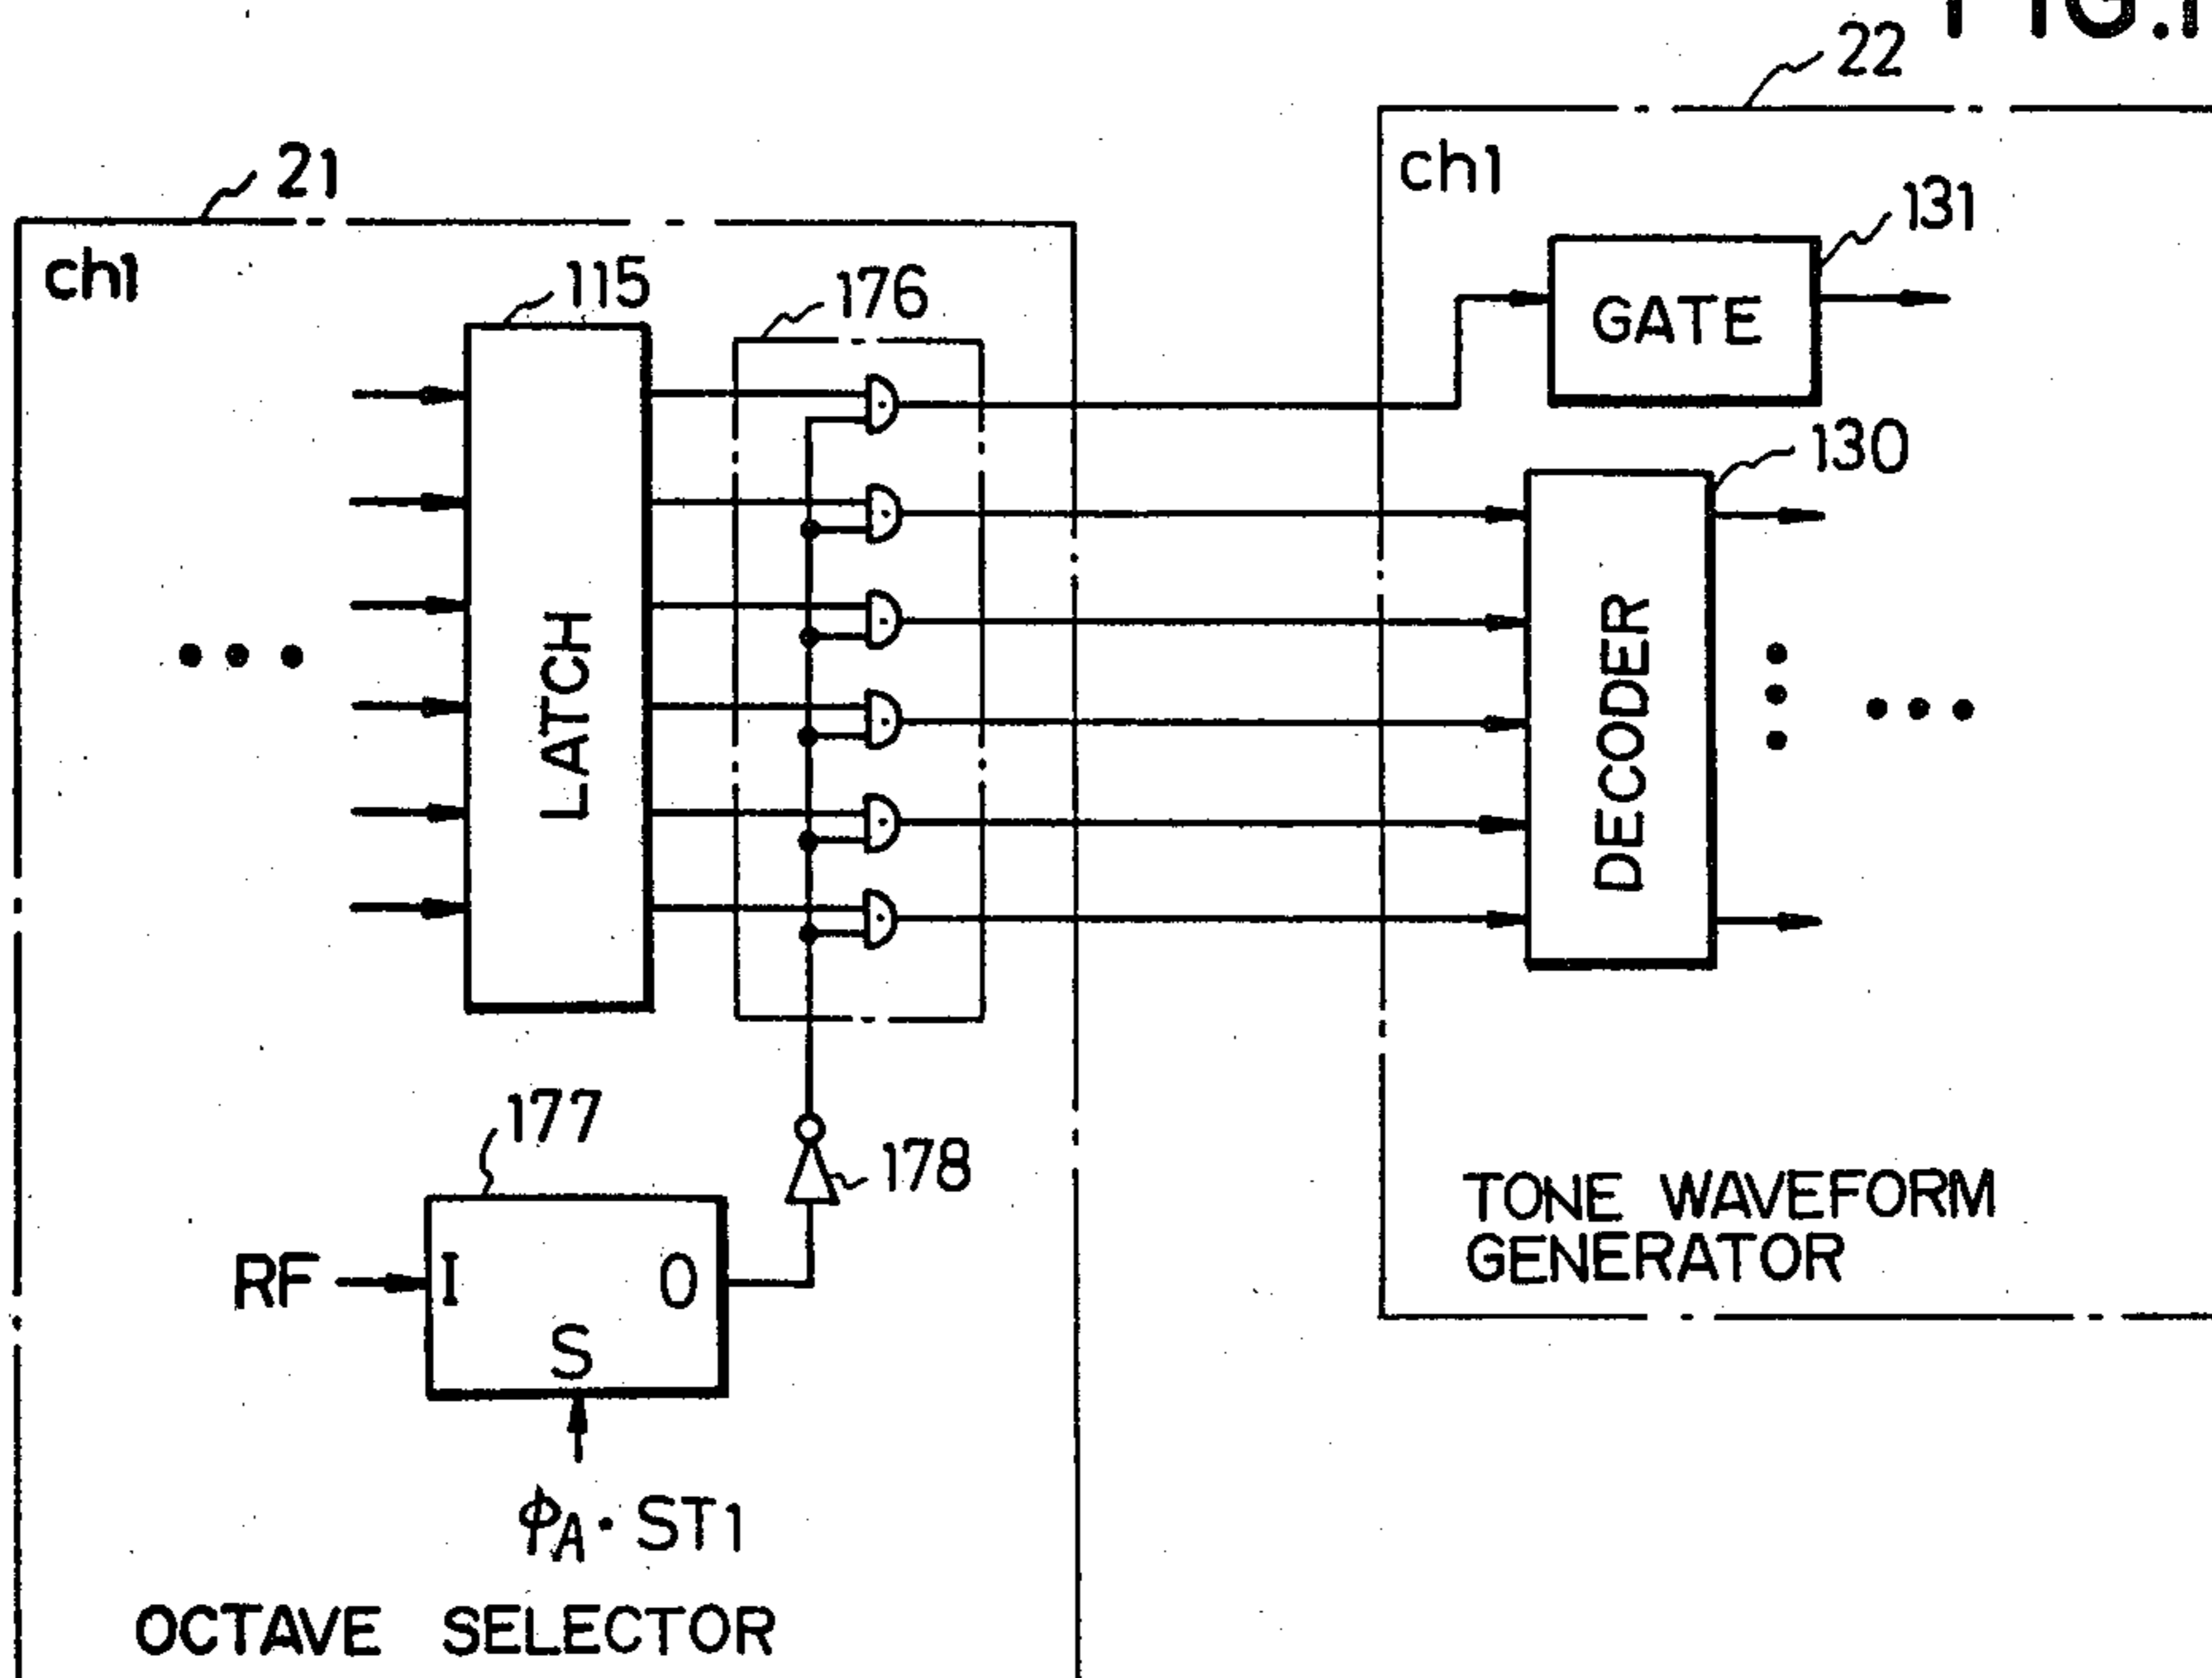 FIG.1
22
21
ch1
ch1
131
115
176
GATE
130
LATCH
DECODER
177
178
RF
I
O
S
TONE WAVEFORM
GENERATOR
ϕA · ST1
OCTAVE SELECTOR